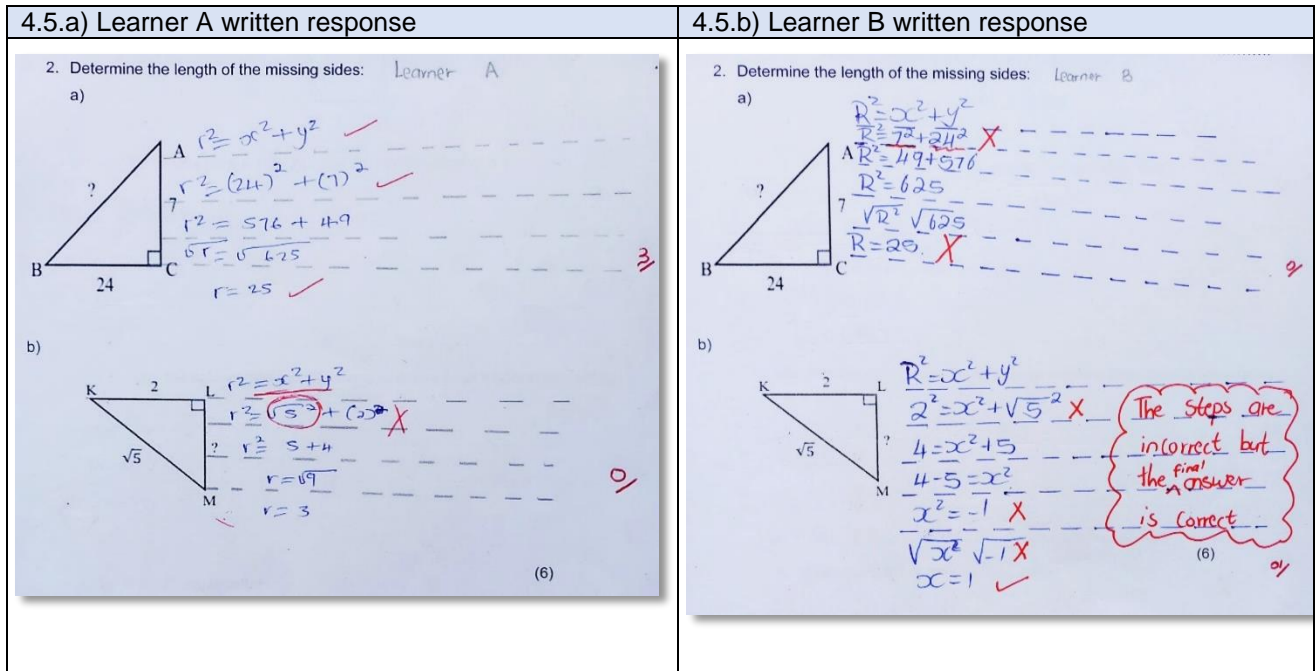 4.5.a) Learner A written response
2. Determine the length of the missing sides: Learner A
a)
r² = x² + y²
A
r² = (24)² + (7)²
?
7
r² = 576 + 49
√r = √625
B
C
24
r = 25
3/
b)
K
2
L
r² = x² + y²
r² = √5² + (2)²
?
r² = 5 + 4
√5
r = √9
M
r = 3
0/
(6)
4.5.b) Learner B written response
2. Determine the length of the missing sides: Learner B
a)
R² = x² + y²
R² = 7² + 24²
A
R² = 49 + 576
?
R² = 625
7
√R² √625
R = 25
B
C
24
b)
K
2
L
R² = x² + y²
2² = x² + √5²
?
4 = x² + 5
√5
4 - 5 = x²
M
x² = -1
√x² √-1
x = 1
The steps are
incorrect but
the final answer
is correct
(6)